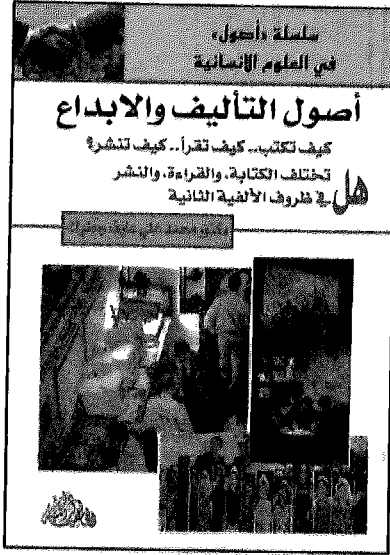 سلسلة «أصول»
في العلوم الإنسانية
أصول التأليف والابداع
كيف تكتب.. كيف تقرأ.. كيف تنشر؟
هل تختلف الكتابة، والقراءة، والنشر
في ظروف الألفية الثانية